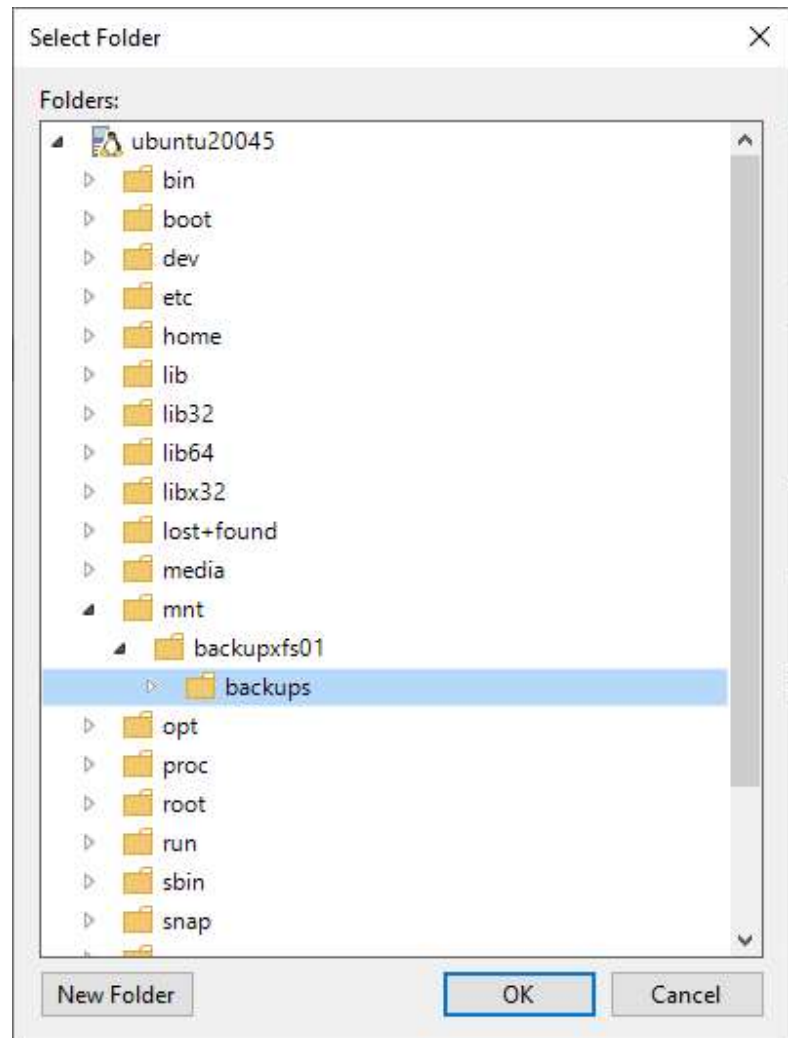 Select Folder
Folders:
ubuntu20045
bin
boot
dev
etc
home
lib
lib32
lib64
libx32
lost+found
media
mnt
backupxfs01
backups
opt
proc
root
run
sbin
snap
New Folder OK Cancel